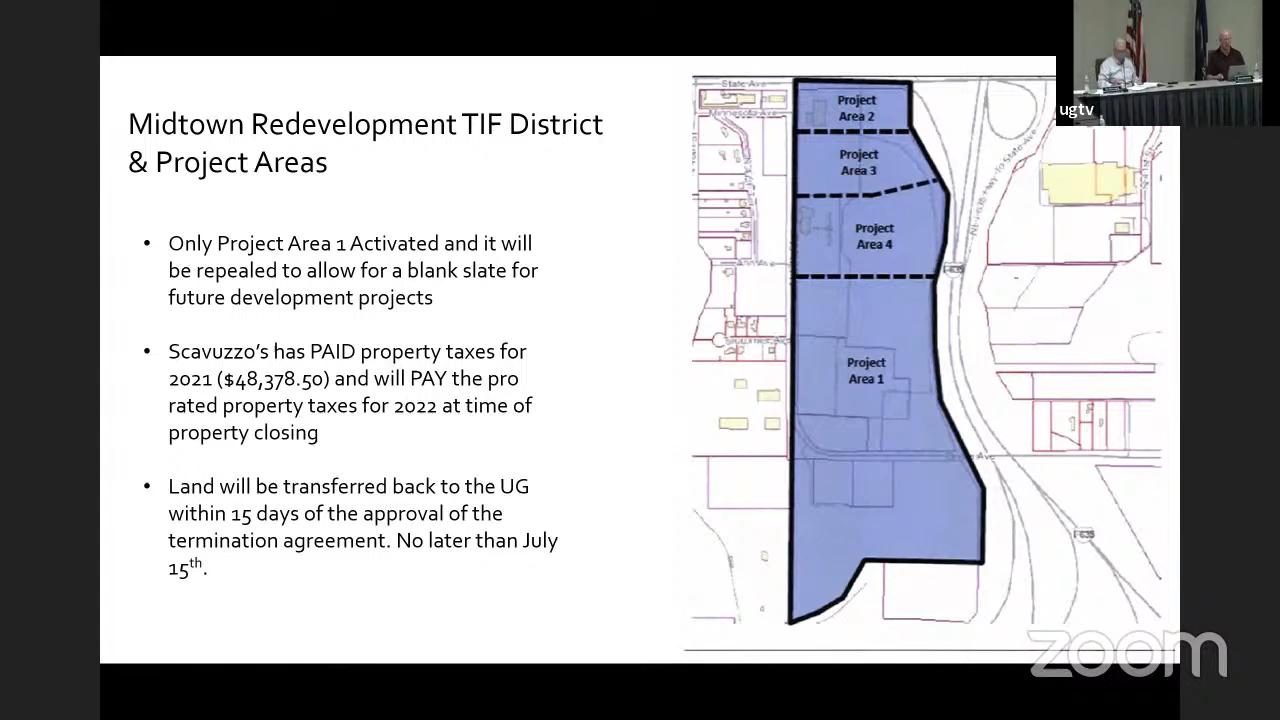 Midtown Redevelopment TIF District
& Project Areas
• Only Project Area 1 Activated and it will
be repealed to allow for a blank slate for
future development projects
• Scavuzzo's has PAID property taxes for
2021 ($48,378.50) and will PAY the pro
rated property taxes for 2022 at time of
property closing
• Land will be transferred back to the UG
within 15 days of the approval of the
termination agreement. No later than July
15th.
State Ave
Minnesota Ave
Project
Area 2
Project
Area 3
Project
Area 4
Project
Area 1
I-635
I-635
ugtv
zoom